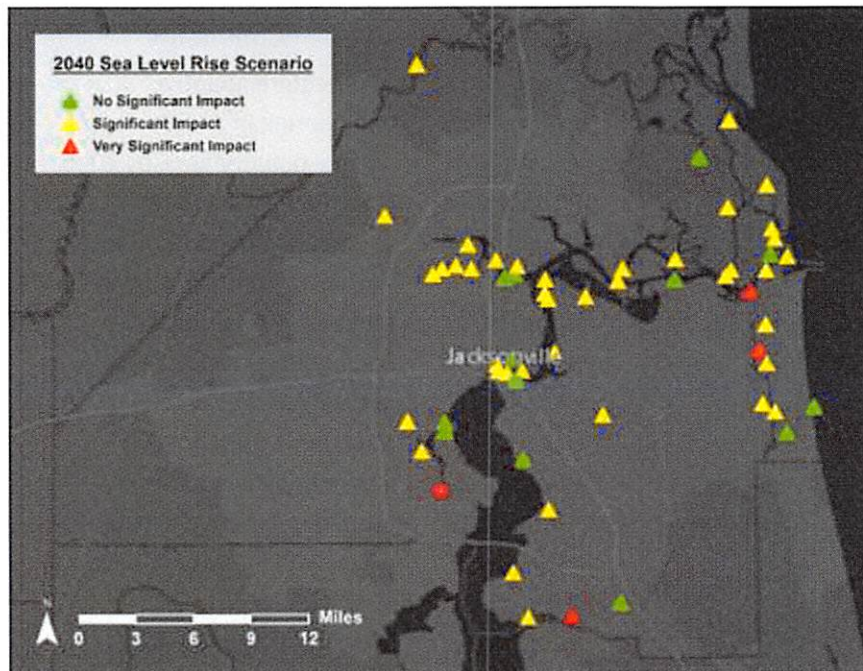 2040 Sea Level Rise Scenario
No Significant Impact
Significant Impact
Very Significant Impact
Jacksonville
N
Miles
0 3 6 9 12